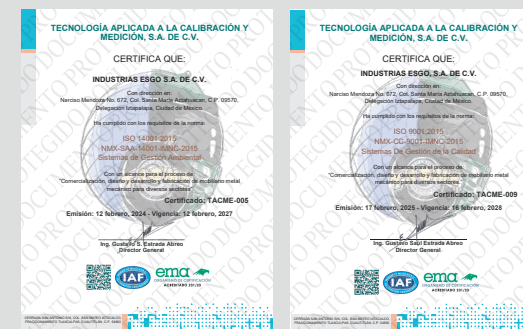 TECNOLOGÍA APLICADA A LA CALIBRACIÓN Y
MEDICIÓN, S.A. DE C.V.
CERTIFICA QUE:
INDUSTRIAS ESGO S.A. DE C.V.
Con dirección en:
Narciso Mendoza No. 672, Col. Santa María Aztahuacan, C.P. 09570,
Delegación Iztapalapa, Ciudad de México.
Ha cumplido con los requisitos de la norma:
ISO 14001:2015
NMX-SAA-14001-IMNC-2015
Sistemas de Gestión Ambiental
Con un alcance para el proceso de:
"Comercialización, diseño y desarrollo y fabricación de mobiliario metal
mecánico para diversos sectores"
Certificado: TACME-005
Emisión: 12 febrero, 2024 - Vigencia: 12 febrero, 2027
Ing. Gustavo S. Estrada Abreo
Director General
IAF
ema
ORGANISMO DE CERTIFICACIÓN
TECNOLOGÍA APLICADA A LA CALIBRACIÓN Y
MEDICIÓN, S.A. DE C.V.
CERTIFICA QUE:
INDUSTRIAS ESGO, S.A. DE C.V.
Con dirección en:
Narciso Mendoza No. 672, Col. Santa María Aztahuacan, C.P. 09570,
Delegación Iztapalapa, Ciudad de México.
Ha cumplido con los requisitos de la norma:
ISO 9001:2015
NMX-CC-9001-IMNC-2015
Sistemas De Gestión de la Calidad
Con un alcance para el proceso de:
"Comercialización, diseño y desarrollo y fabricación de mobiliario metal
mecánico para diversos sectores"
Certificado: TACME-009
Emisión: 17 febrero, 2025 - Vigencia: 16 febrero, 2028
Ing. Gustavo Saúl Estrada Abreo
Director General
IAF
ema
ORGANISMO DE CERTIFICACIÓN